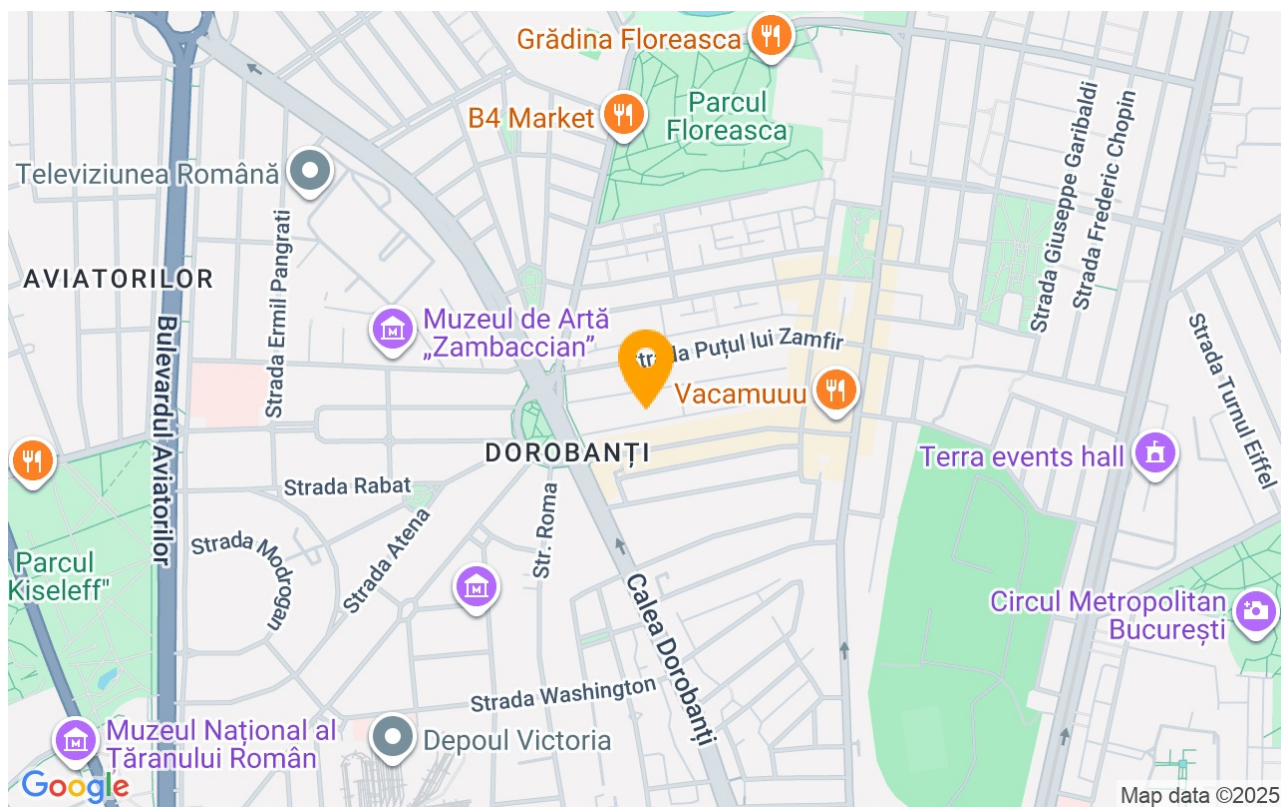 Grădina Floreasca
B4 Market
Parcul
Floreasca
Televiziunea Română
AVIATORILOR
Strada Ermil Pangrati
Bulevardul Aviatorilor
Muzeul de Artă
„Zambaccian”
Strada Puțul lui Zamfir
Vacamuuu
Strada Giuseppe Garibaldi
Strada Frederic Chopin
Strada Turnul Eiffel
DOROBANȚI
Terra events hall
Strada Rabat
Strada Modrogan
Strada Atena
Str. Roma
Calea Dorobanți
Parcul
Kiseleff"
Circul Metropolitan
București
Strada Washington
Muzeul Național al
Țăranului Român
Depoul Victoria
Google
Map data ©2025